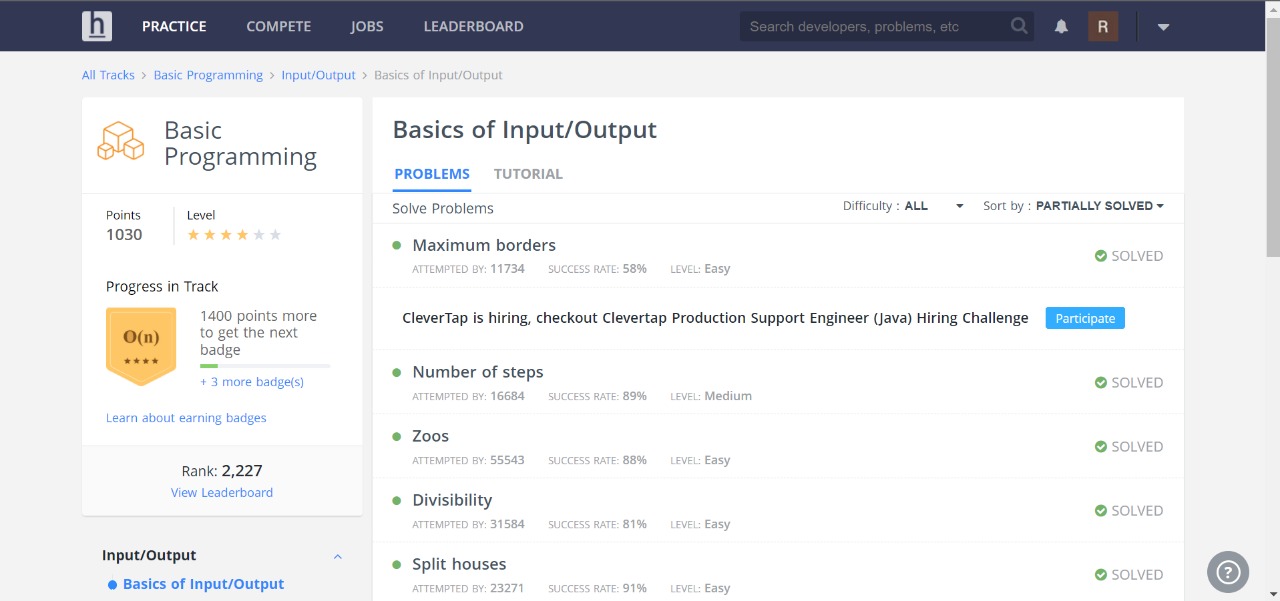 h PRACTICE COMPETE JOBS LEADERBOARD Search developers, problems, etc R
All Tracks > Basic Programming > Input/Output > Basics of Input/Output
Basic
Programming
Points Level
1030
Progress in Track
O(n)
1400 points more
to get the next
badge
+ 3 more badge(s)
Learn about earning badges
Rank: 2,227
View Leaderboard
Input/Output
Basics of Input/Output
Basics of Input/Output
PROBLEMS TUTORIAL
Solve Problems Difficulty : ALL Sort by : PARTIALLY SOLVED
Maximum borders SOLVED
ATTEMPTED BY: 11734 SUCCESS RATE: 58% LEVEL: Easy
CleverTap is hiring, checkout Clevertap Production Support Engineer (Java) Hiring Challenge Participate
Number of steps SOLVED
ATTEMPTED BY: 16684 SUCCESS RATE: 89% LEVEL: Medium
Zoos SOLVED
ATTEMPTED BY: 55543 SUCCESS RATE: 88% LEVEL: Easy
Divisibility SOLVED
ATTEMPTED BY: 31584 SUCCESS RATE: 81% LEVEL: Easy
Split houses SOLVED
ATTEMPTED BY: 23271 SUCCESS RATE: 91% LEVEL: Easy
?